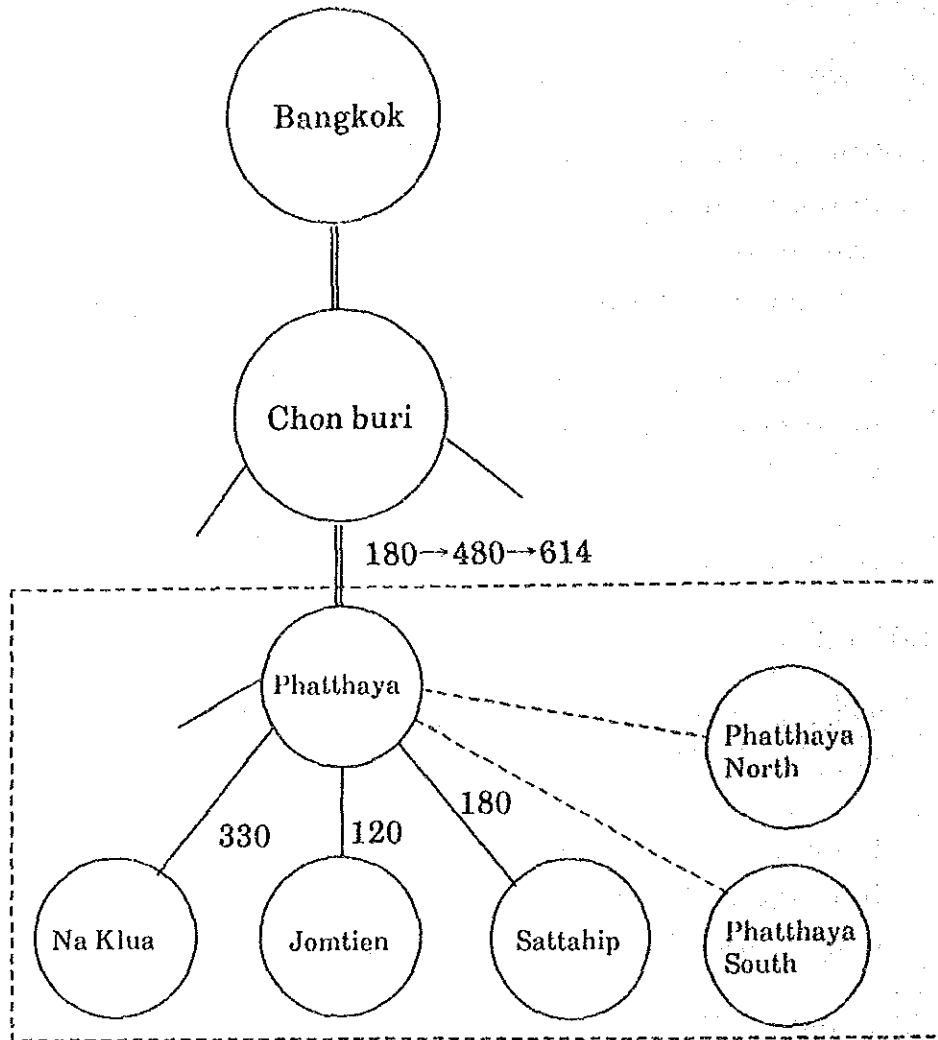 Bangkok
Chon buri
180→480→614
Phatthaya
Phatthaya
North
180
330
120
Na Klua
Jomtien
Sattahip
Phatthaya
South